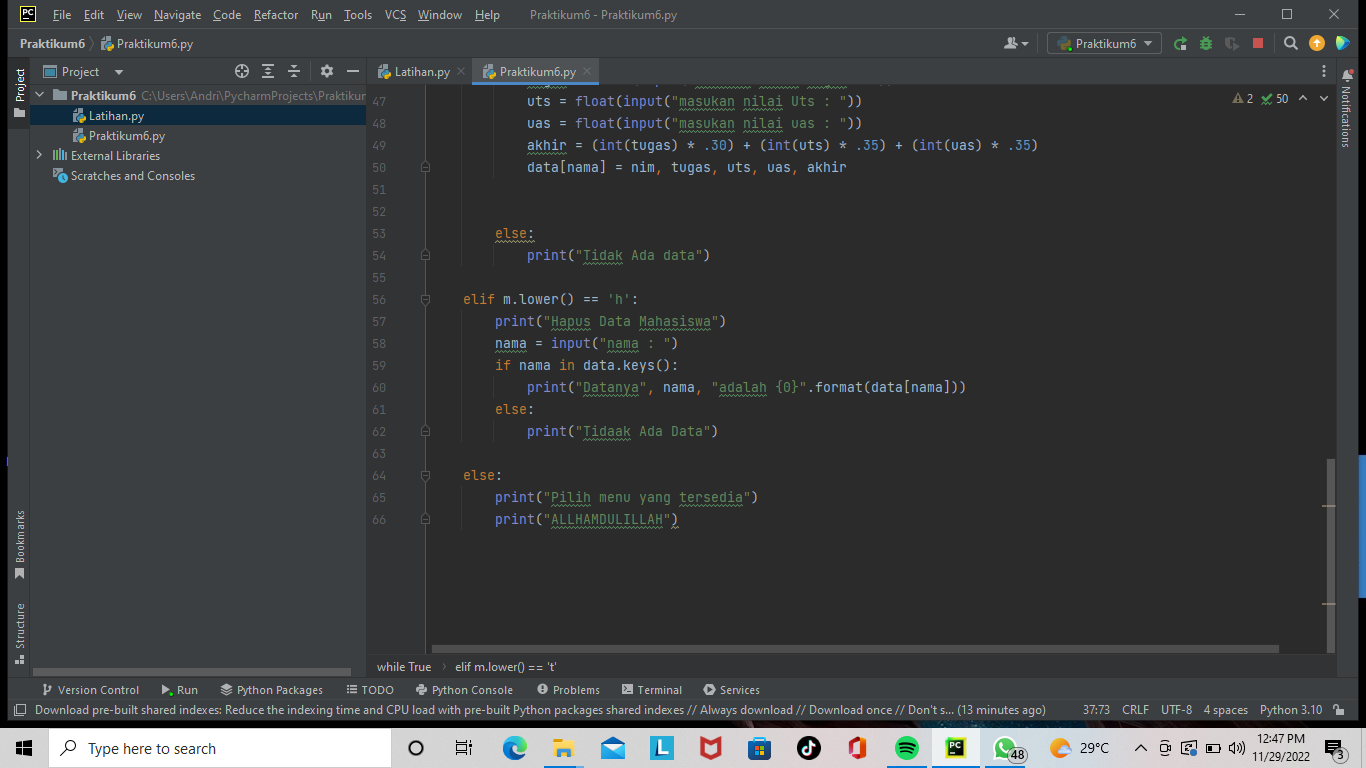 File Edit View Navigate Code Refactor Run Tools VCS Window Help Praktikum6 - Praktikum6.py
Praktikum6 Praktikum6.py Praktikum6
Project Latihan.py Praktikum6.py
Praktikum6 C:\Users\Andri\PycharmProjects\Praktikur
Latihan.py
Praktikum6.py
External Libraries
Scratches and Consoles
Project
Bookmarks
Structure
Notifications
2 50
47 uts = float(input("masukan nilai Uts : "))
48 uas = float(input("masukan nilai uas : "))
49 akhir = (int(tugas) * .30) + (int(uts) * .35) + (int(uas) * .35)
50 data[nama] = nim, tugas, uts, uas, akhir
51
52
53 else:
54 print("Tidak Ada data")
55
56 elif m.lower() == 'h':
57 print("Hapus Data Mahasiswa")
58 nama = input("nama : ")
59 if nama in data.keys():
60 print("Datanya", nama, "adalah {0}".format(data[nama]))
61 else:
62 print("Tidaak Ada Data")
63
64 else:
65 print("Pilih menu yang tersedia")
66 print("ALLHAMDULILLAH")
while True elif m.lower() == 't'
Version Control Run Python Packages TODO Python Console Problems Terminal Services
Download pre-built shared indexes: Reduce the indexing time and CPU load with pre-built Python packages shared indexes // Always download // Download once // Don't s... (13 minutes ago) 37:73 CRLF UTF-8 4 spaces Python 3.10
Type here to search 48 29°C 12:47 PM
11/29/2022 3